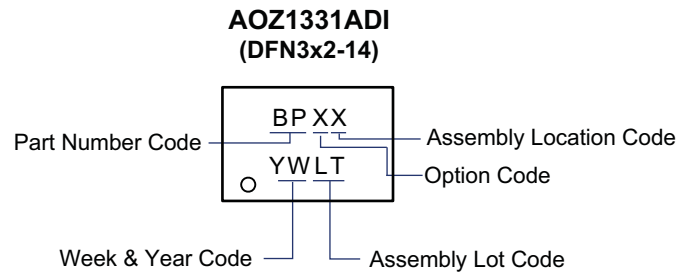 AOZ1331ADI
(DFN3x2-14)
BPXX
Part Number Code
Assembly Location Code
YWLT
Option Code
Week & Year Code
Assembly Lot Code